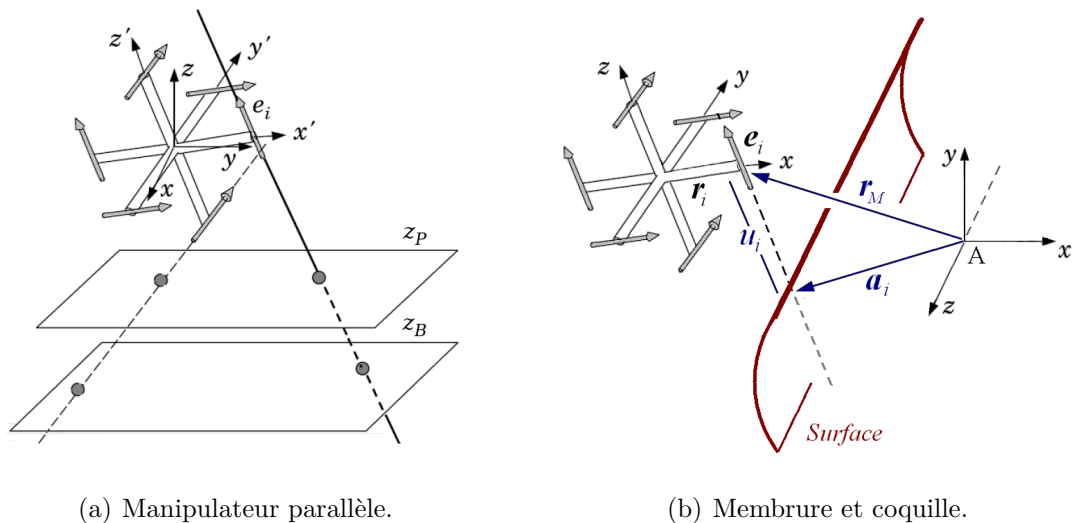 z′
y′
z
e_i
x′
y
x
z_P
z_B
z
y
e_i
x
r_i
r_M
u_i
a_i
y
A
x
z
Surface
(a) Manipulateur parallèle.
(b) Membrure et coquille.